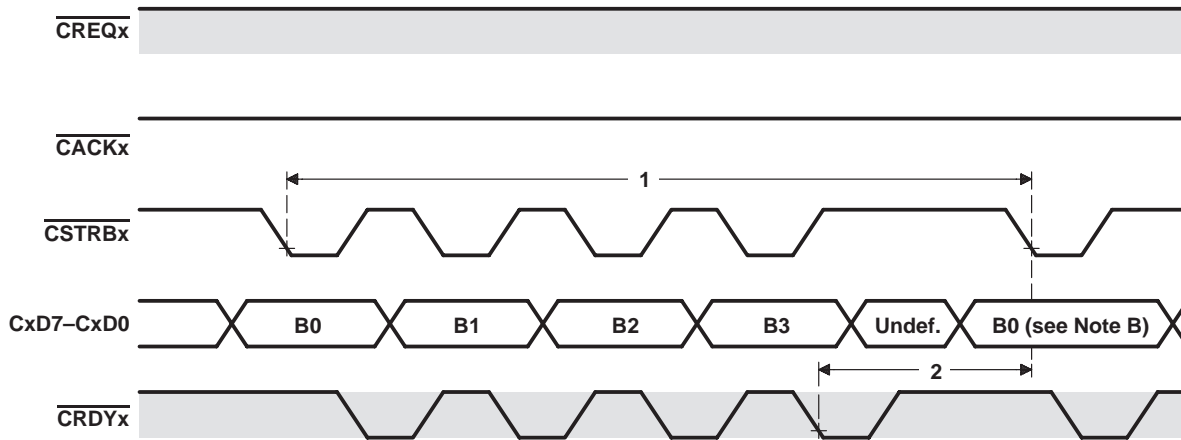 CREQx
CACKx
1
CSTRBx
CxD7–CxD0 B0 B1 B2 B3 Undef. B0 (see Note B)
2
CRDYx